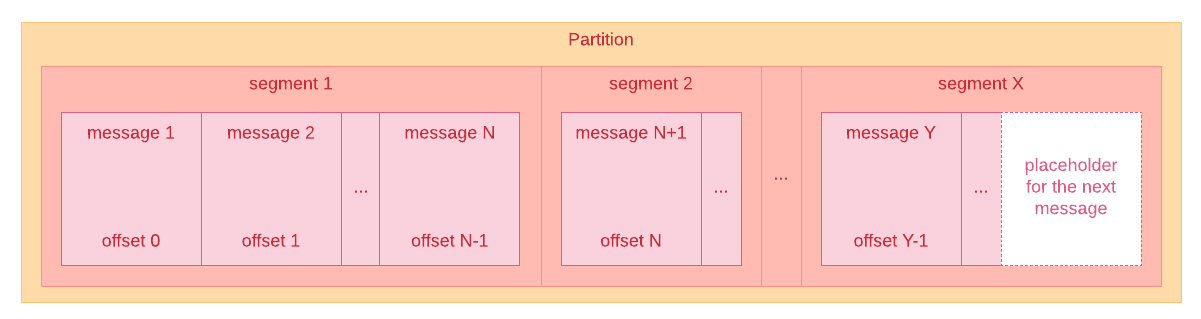 Partition
segment 1
segment 2
segment X
message 1
message 2
message N
message N+1
message Y
...
...
...
...
placeholder
for the next
message
offset 0
offset 1
offset N-1
offset N
offset Y-1